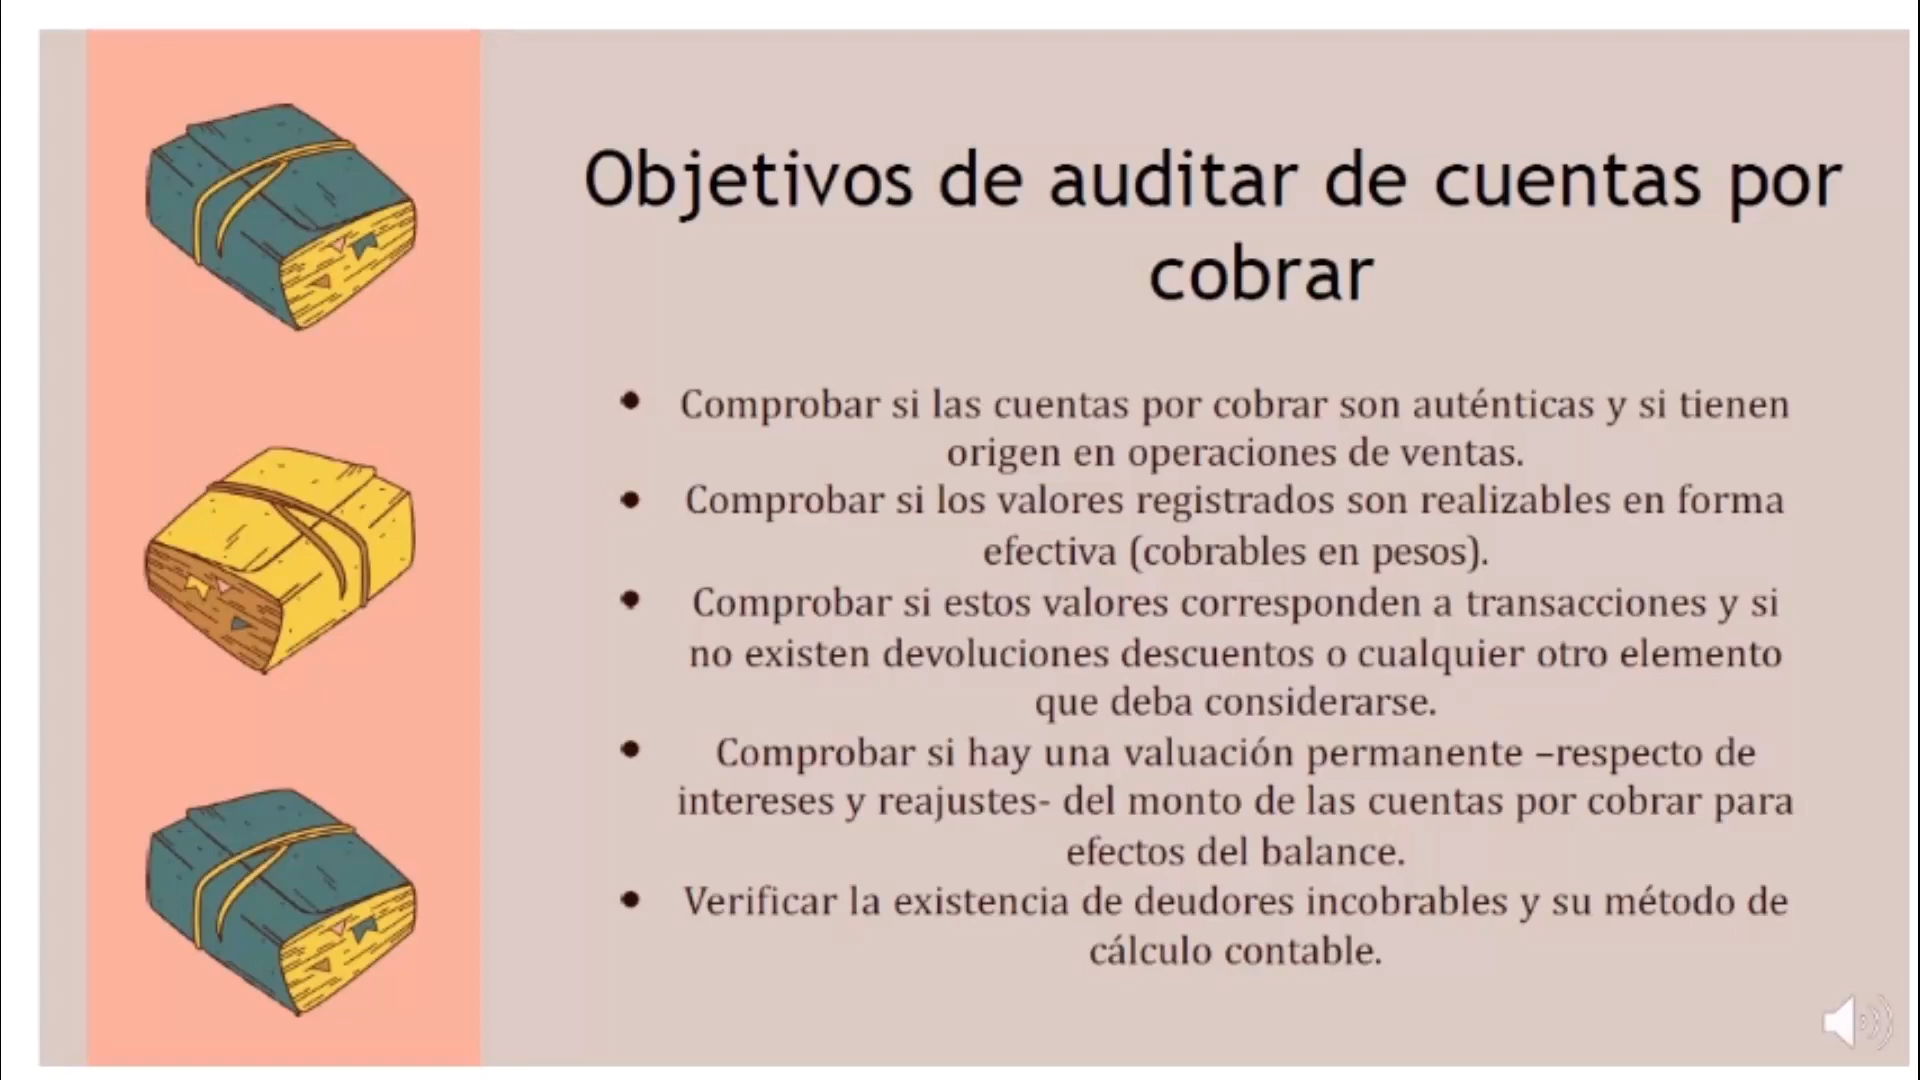 Objetivos de auditar de cuentas por
cobrar
• Comprobar si las cuentas por cobrar son auténticas y si tienen
origen en operaciones de ventas.
• Comprobar si los valores registrados son realizables en forma
efectiva (cobrables en pesos).
• Comprobar si estos valores corresponden a transacciones y si
no existen devoluciones descuentos o cualquier otro elemento
que deba considerarse.
• Comprobar si hay una valuación permanente –respecto de
intereses y reajustes- del monto de las cuentas por cobrar para
efectos del balance.
• Verificar la existencia de deudores incobrables y su método de
cálculo contable.